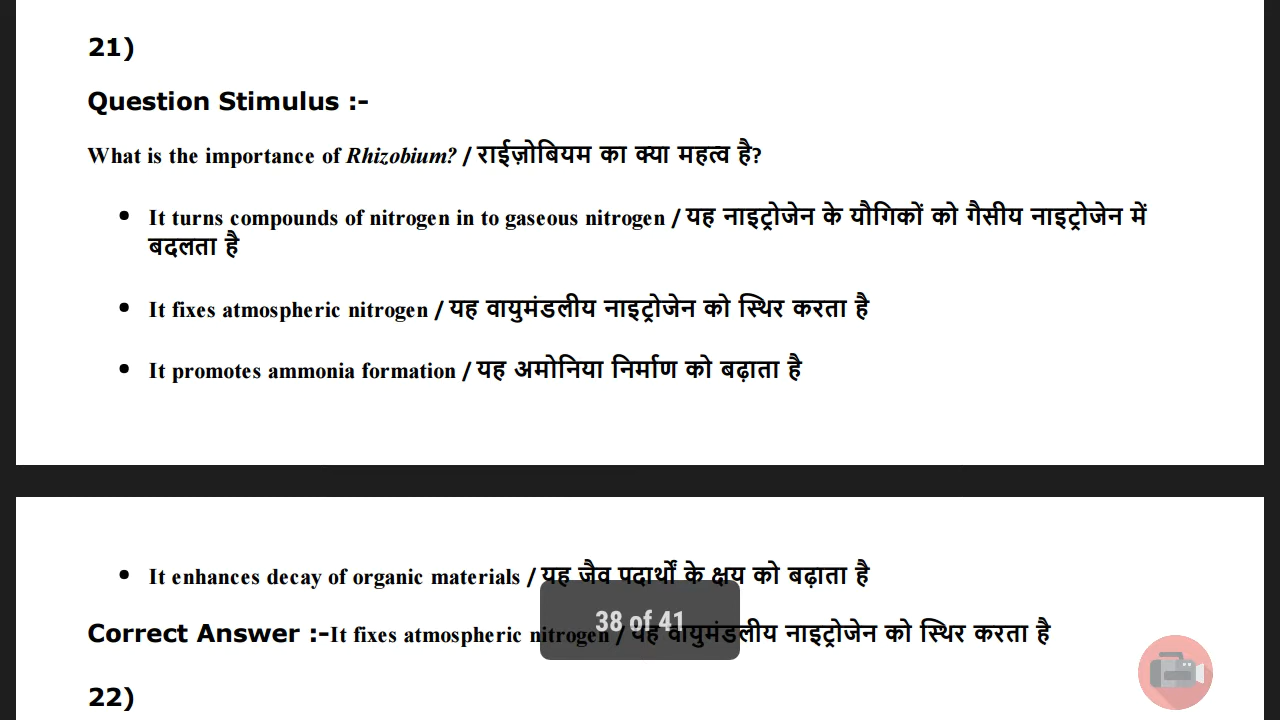 21)
Question Stimulus :-
What is the importance of Rhizobium? / राईज़ोबियम का क्या महत्व है?
It turns compounds of nitrogen in to gaseous nitrogen / यह नाइट्रोजेन के यौगिकों को गैसीय नाइट्रोजेन में
बदलता है
It fixes atmospheric nitrogen / यह वायुमंडलीय नाइट्रोजेन को स्थिर करता है
It promotes ammonia formation / यह अमोनिया निर्माण को बढ़ाता है
It enhances decay of organic materials / यह जैव पदार्थों के क्षय को बढ़ाता है
38 of 41
Correct Answer :-It fixes atmospheric nitrogen / यह वायुमंडलीय नाइट्रोजेन को स्थिर करता है
22)